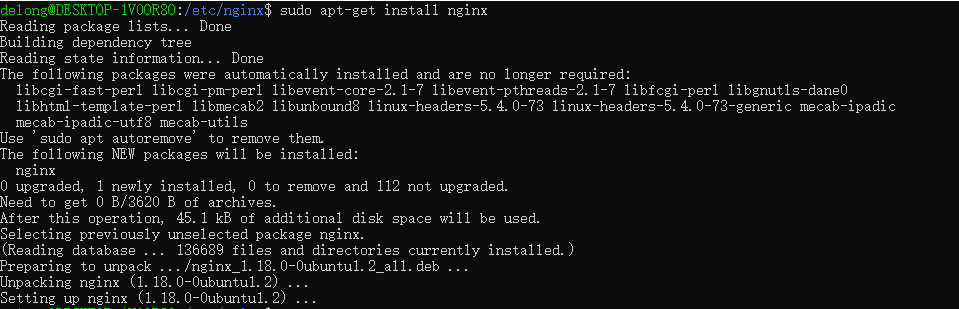 delong@DESKTOP-1VOOR8O:/etc/nginx$ sudo apt-get install nginx
Reading package lists... Done
Building dependency tree
Reading state information... Done
The following packages were automatically installed and are no longer required:
  libcgi-fast-perl libcgi-pm-perl libevent-core-2.1-7 libevent-pthreads-2.1-7 libfcgi-perl libgnutls-dane0
  libhtml-template-perl libmecab2 libunbound8 linux-headers-5.4.0-73 linux-headers-5.4.0-73-generic mecab-ipadic
  mecab-ipadic-utf8 mecab-utils
Use 'sudo apt autoremove' to remove them.
The following NEW packages will be installed:
  nginx
0 upgraded, 1 newly installed, 0 to remove and 112 not upgraded.
Need to get 0 B/3620 B of archives.
After this operation, 45.1 kB of additional disk space will be used.
Selecting previously unselected package nginx.
(Reading database ... 136689 files and directories currently installed.)
Preparing to unpack .../nginx_1.18.0-0ubuntu1.2_all.deb ...
Unpacking nginx (1.18.0-0ubuntu1.2) ...
Setting up nginx (1.18.0-0ubuntu1.2) ...